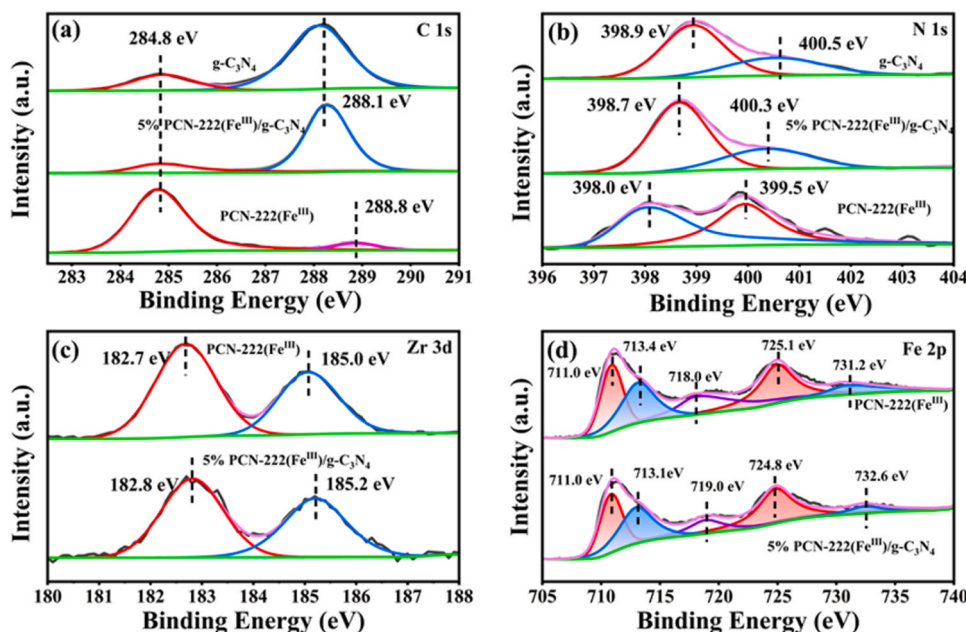 (a)
C 1s
284.8 eV
g-C₃N₄
288.1 eV
5% PCN-222(Feᴵᴵᴵ)/g-C₃N₄
PCN-222(Feᴵᴵᴵ)
288.8 eV
Intensity (a.u.)
283 284 285 286 287 288 289 290 291
Binding Energy (eV)
(b)
N 1s
398.9 eV
400.5 eV
g-C₃N₄
398.7 eV
400.3 eV
5% PCN-222(Feᴵᴵᴵ)/g-C₃N₄
398.0 eV
399.5 eV
PCN-222(Feᴵᴵᴵ)
Intensity (a.u.)
396 397 398 399 400 401 402 403 404
Binding Energy (eV)
(c)
Zr 3d
182.7 eV
PCN-222(Feᴵᴵᴵ)
185.0 eV
5% PCN-222(Feᴵᴵᴵ)/g-C₃N₄
182.8 eV
185.2 eV
Intensity (a.u.)
180 181 182 183 184 185 186 187 188
Binding Energy (eV)
(d)
Fe 2p
711.0 eV
713.4 eV
718.0 eV
725.1 eV
731.2 eV
PCN-222(Feᴵᴵᴵ)
711.0 eV
713.1eV
719.0 eV
724.8 eV
732.6 eV
5% PCN-222(Feᴵᴵᴵ)/g-C₃N₄
Intensity (a.u.)
705 710 715 720 725 730 735 740
Binding Energy (eV)